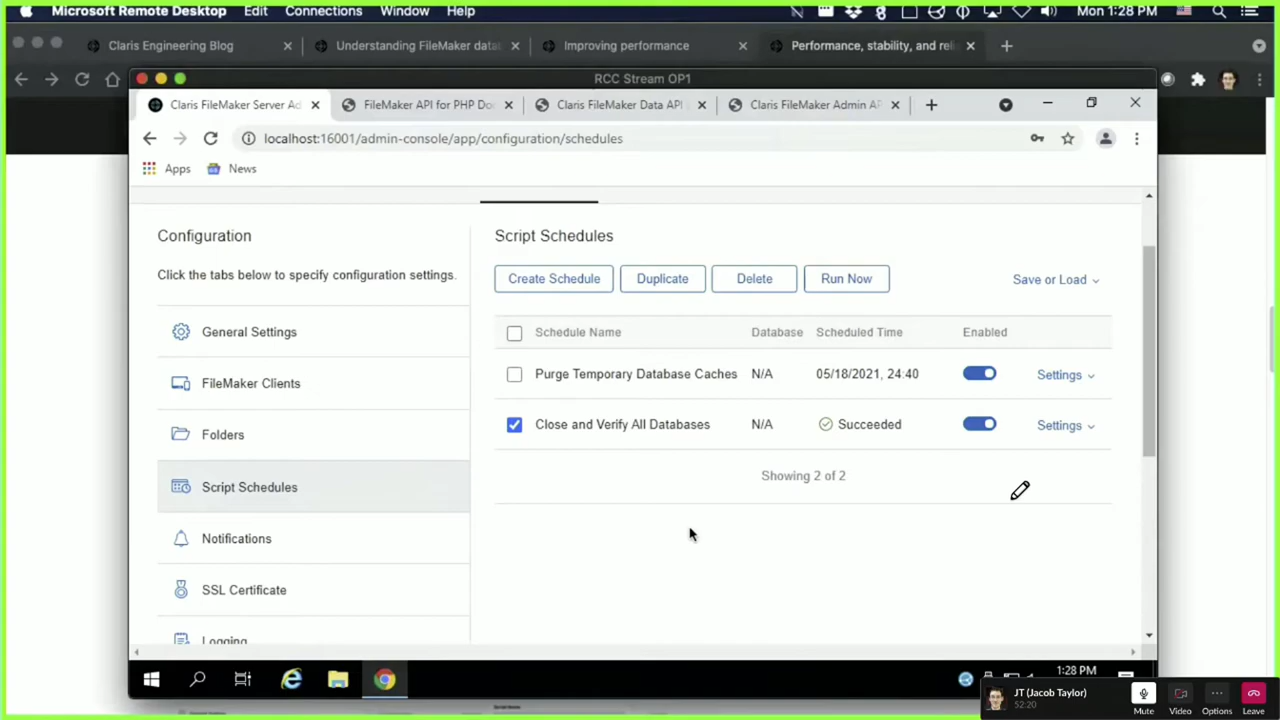 Microsoft Remote Desktop Edit Connections Window Help Mon 1:28 PM
Claris Engineering Blog Understanding FileMaker data Improving performance Performance, stability, and reli
RCC Stream OP1
Claris FileMaker Server Ad FileMaker API for PHP Do Claris FileMaker Data API Claris FileMaker Admin AP
localhost:16001/admin-console/app/configuration/schedules
Apps News
Configuration
Click the tabs below to specify configuration settings.
General Settings
FileMaker Clients
Folders
Script Schedules
Notifications
SSL Certificate
Logging
Script Schedules
Create Schedule Duplicate Delete Run Now Save or Load
Schedule Name Database Scheduled Time Enabled
Purge Temporary Database Caches N/A 05/18/2021, 24:40 Settings
Close and Verify All Databases N/A Succeeded Settings
Showing 2 of 2
1:28 PM
JT (Jacob Taylor)
52:20
Mute Video Options Leave